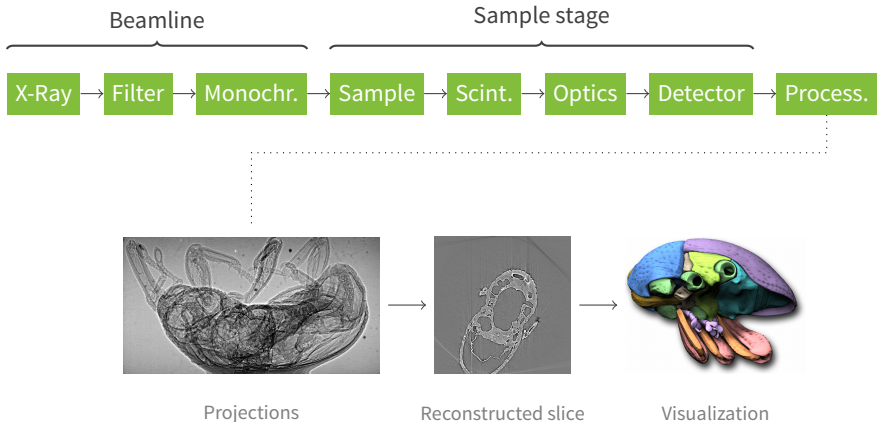 Beamline
Sample stage
X-Ray
Filter
Monochr.
Sample
Scint.
Optics
Detector
Process.
Projections
Reconstructed slice
Visualization